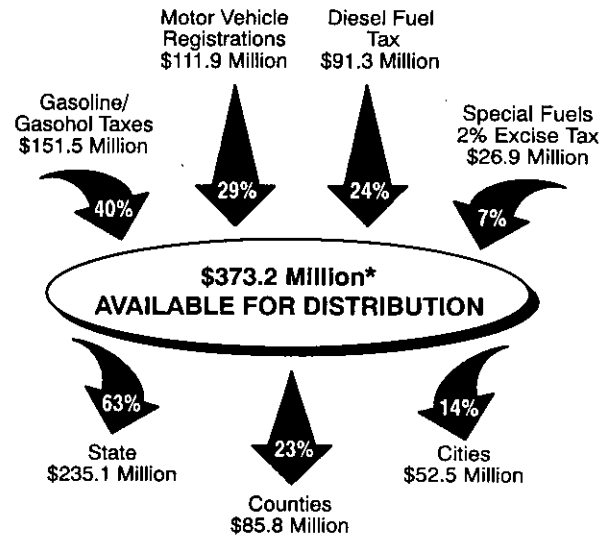 Motor Vehicle
Registrations
$111.9 Million
Diesel Fuel
Tax
$91.3 Million
Gasoline/
Gasohol Taxes
$151.5 Million
Special Fuels
2% Excise Tax
$26.9 Million
40%
29%
24%
7%
$373.2 Million*
AVAILABLE FOR DISTRIBUTION
63%
23%
14%
State
$235.1 Million
Counties
$85.8 Million
Cities
$52.5 Million